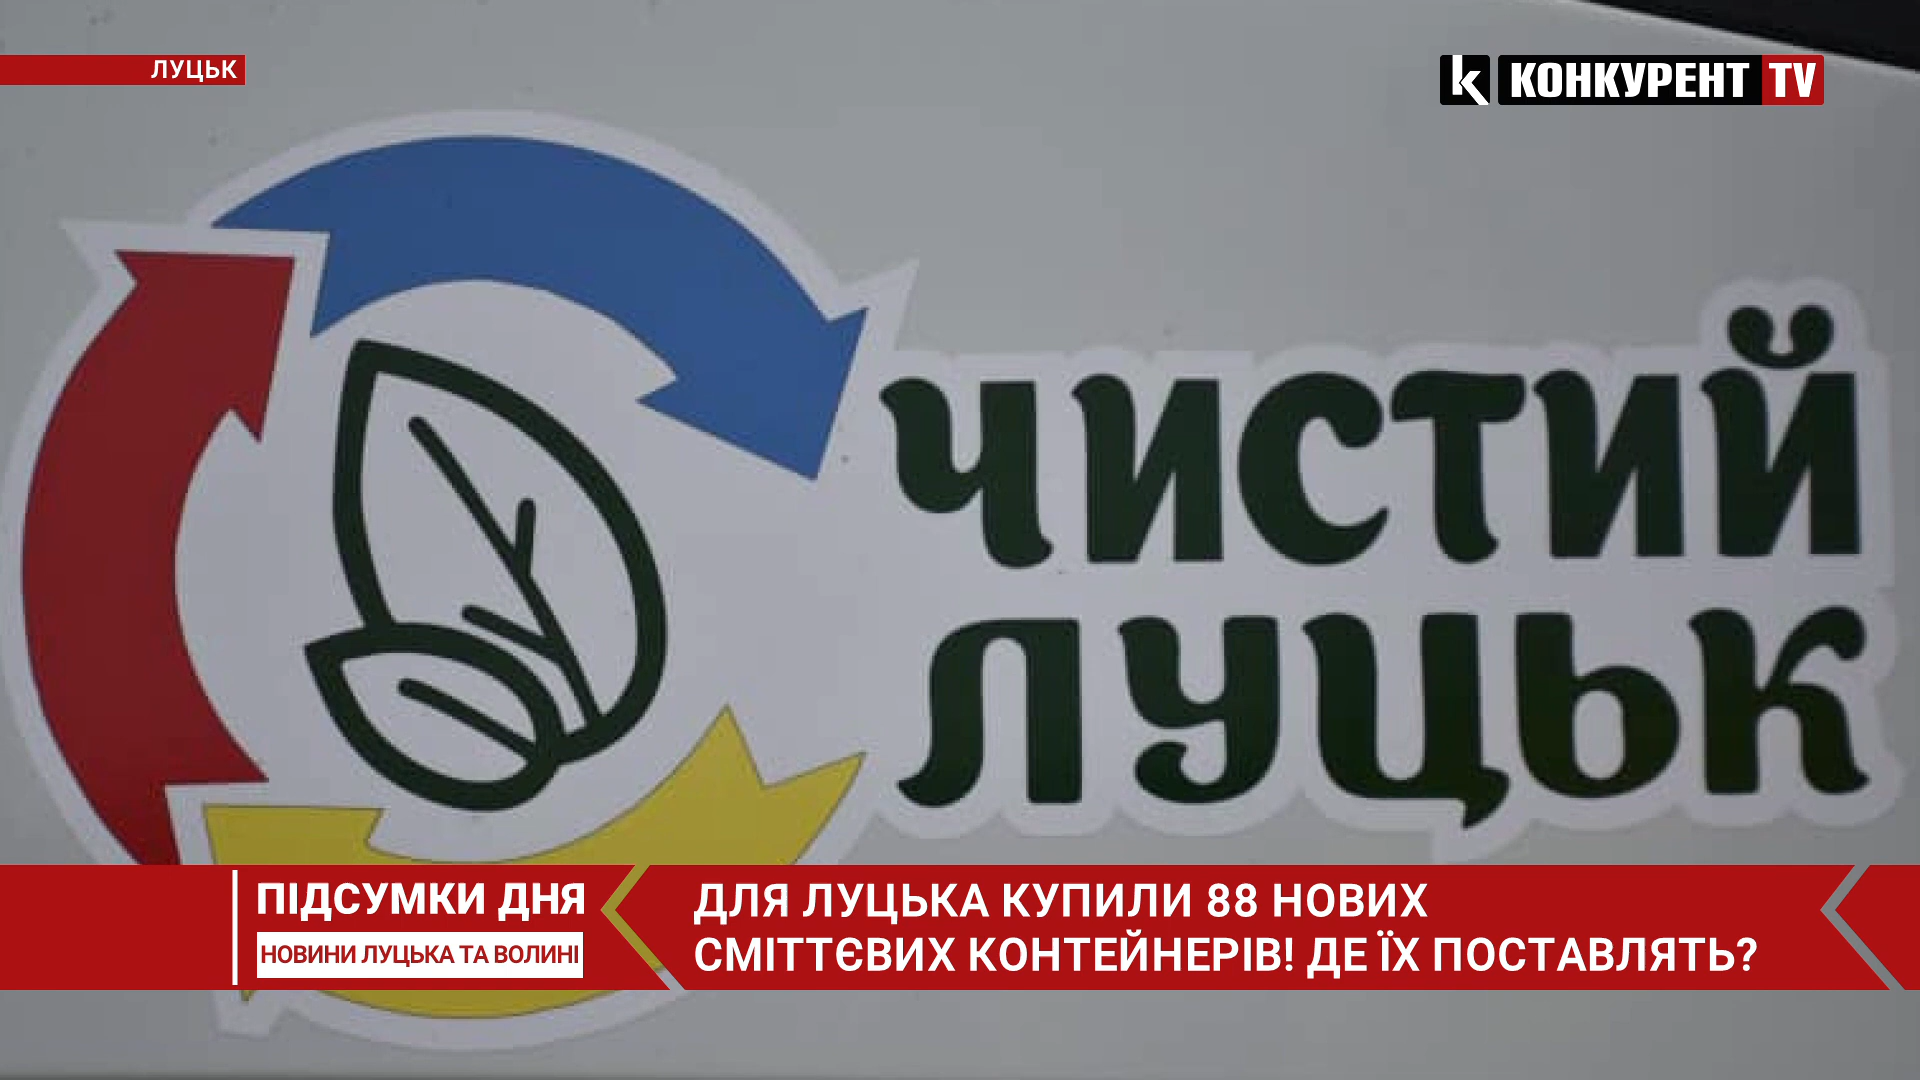 ЛУЦЬК
КОНКУРЕНТ TV
ЧИСТИЙ
ЛУЦЬК
ПІДСУМКИ ДНЯ
НОВИНИ ЛУЦЬКА ТА ВОЛИНІ
ДЛЯ ЛУЦЬКА КУПИЛИ 88 НОВИХ
СМІТТЄВИХ КОНТЕЙНЕРІВ! ДЕ ЇХ ПОСТАВЛЯТЬ?